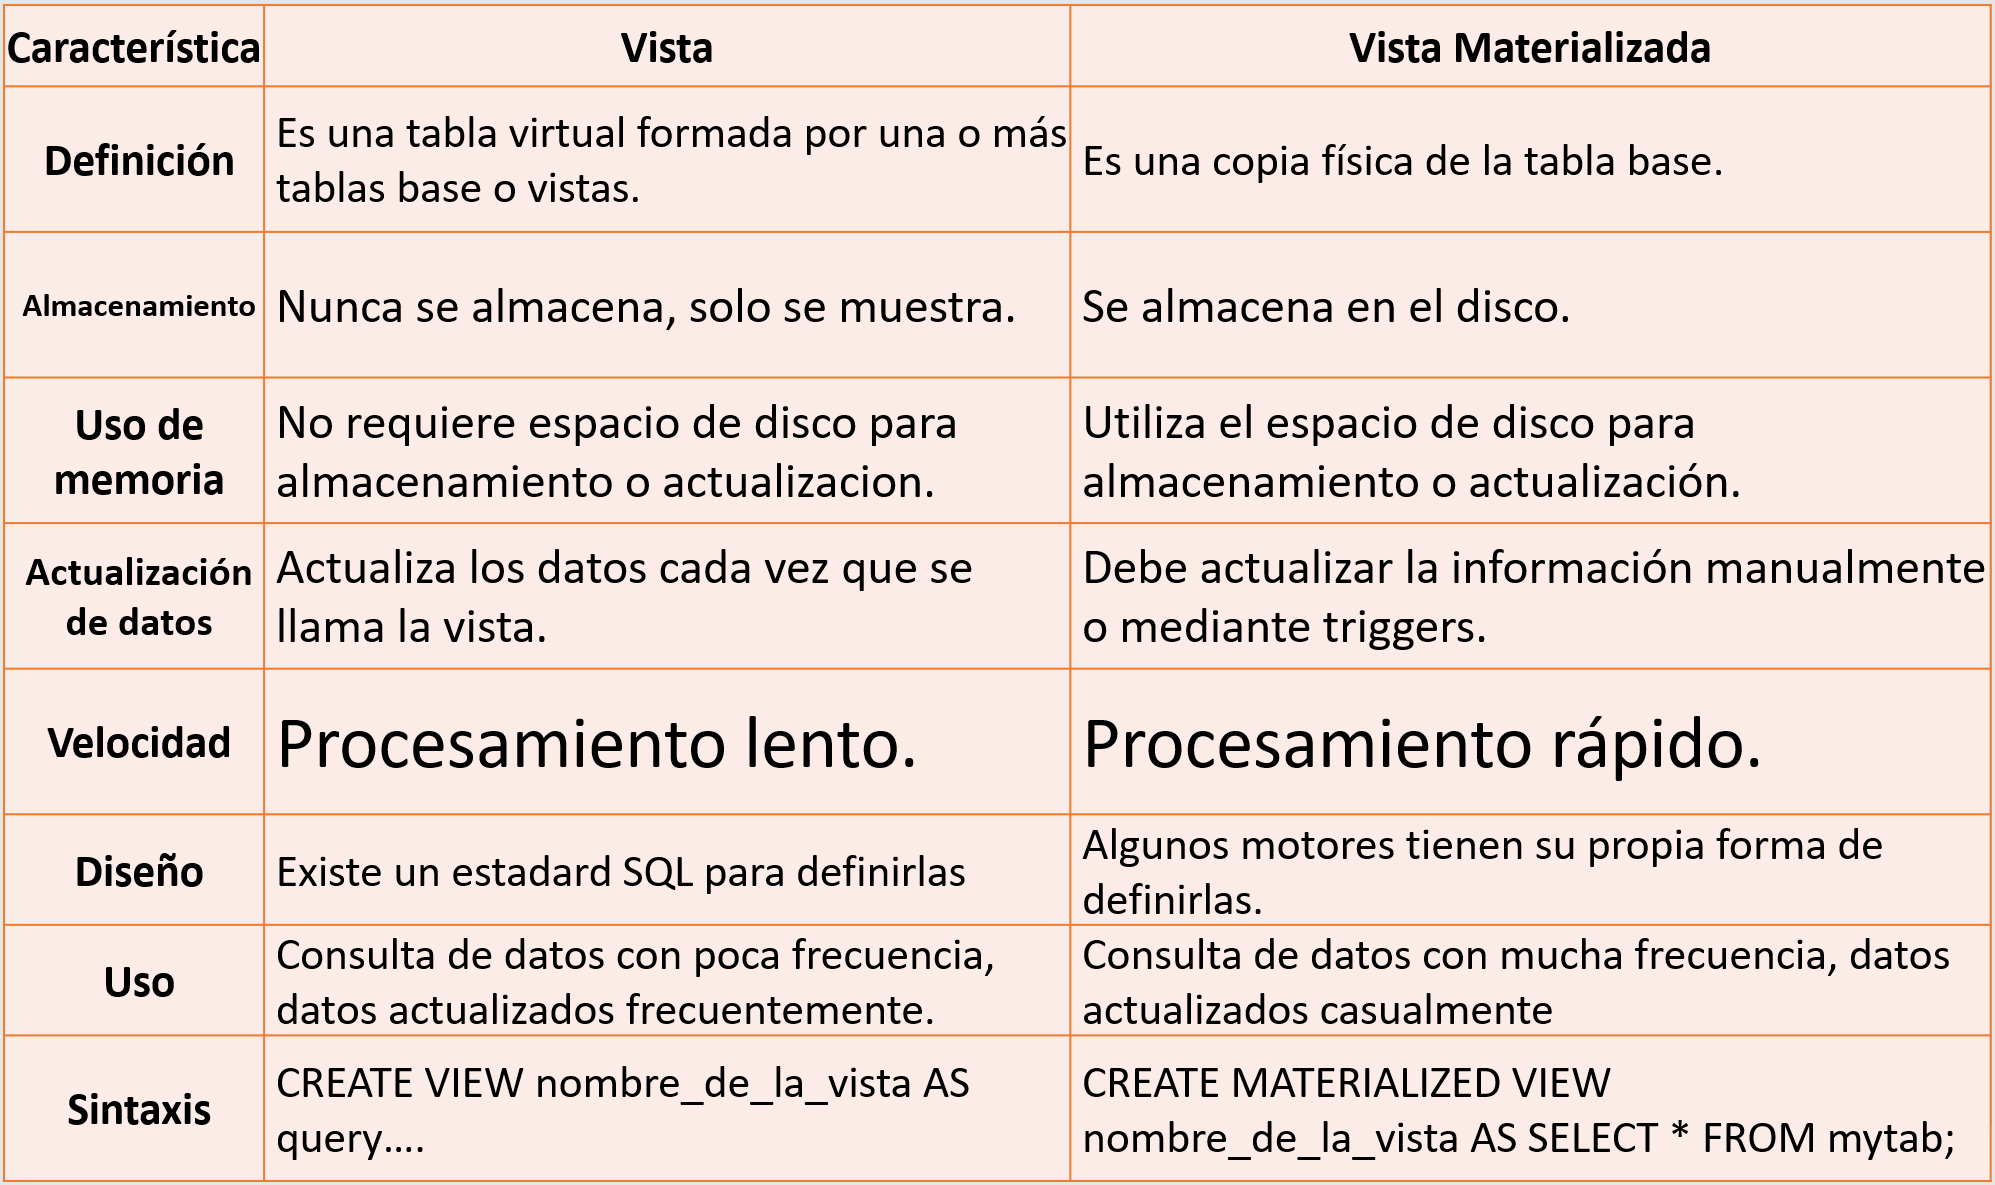 Característica
Vista
Vista Materializada
Definición
Es una tabla virtual formada por una o más
tablas base o vistas.
Es una copia física de la tabla base.
Almacenamiento
Nunca se almacena, solo se muestra.
Se almacena en el disco.
Uso de
memoria
No requiere espacio de disco para
almacenamiento o actualizacion.
Utiliza el espacio de disco para
almacenamiento o actualización.
Actualización
de datos
Actualiza los datos cada vez que se
llama la vista.
Debe actualizar la información manualmente
o mediante triggers.
Velocidad
Procesamiento lento.
Procesamiento rápido.
Diseño
Existe un estadard SQL para definirlas
Algunos motores tienen su propia forma de
definirlas.
Uso
Consulta de datos con poca frecuencia,
datos actualizados frecuentemente.
Consulta de datos con mucha frecuencia, datos
actualizados casualmente
Sintaxis
CREATE VIEW nombre_de_la_vista AS
query....
CREATE MATERIALIZED VIEW
nombre_de_la_vista AS SELECT * FROM mytab;